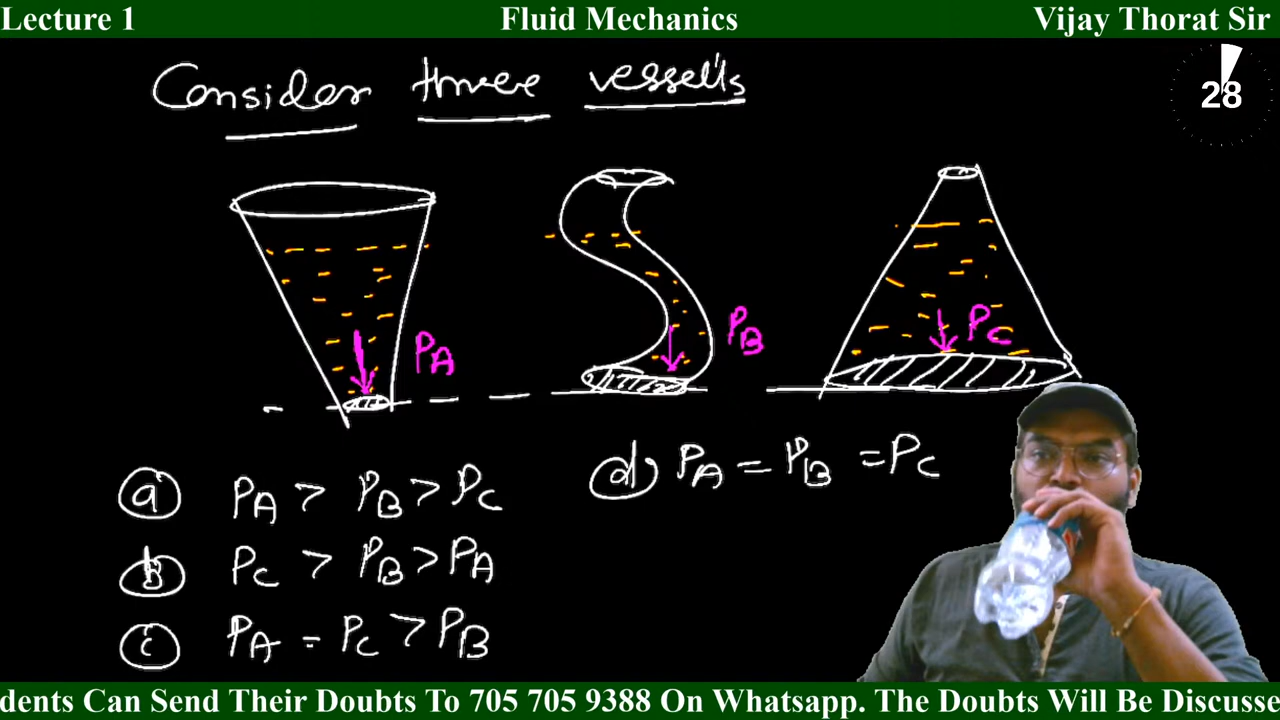 Lecture 1 Fluid Mechanics Vijay Thorat Sir
28
Consider three vessels
PA
PB
PC
(a) PA > PB > PC
(b) PC > PB > PA
(c) PA = PC > PB
(d) PA = PB = PC
dents Can Send Their Doubts To 705 705 9388 On Whatsapp. The Doubts Will Be Discusse